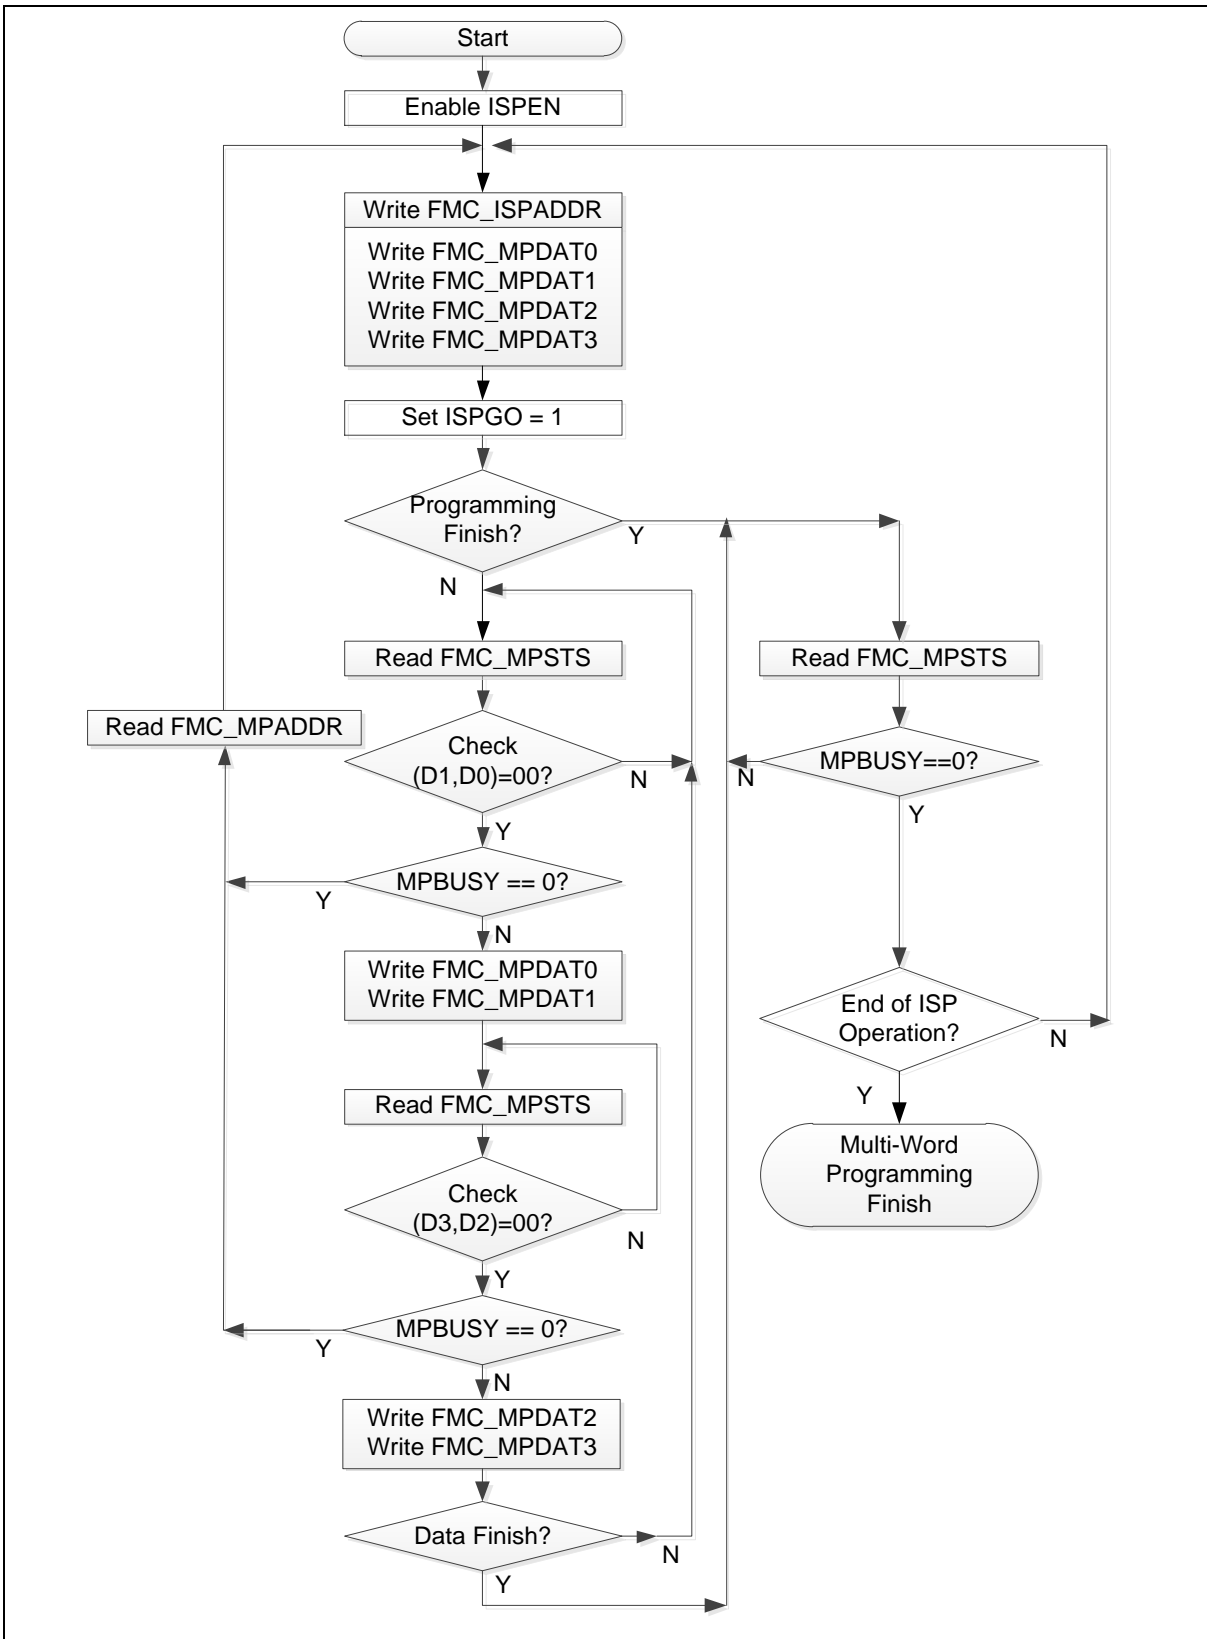 Start
Enable ISPEN
Write FMC_ISPADDR
Write FMC_MPDAT0
Write FMC_MPDAT1
Write FMC_MPDAT2
Write FMC_MPDAT3
Set ISPGO = 1
Programming
Finish?
Y
N
Read FMC_MPSTS
Read FMC_MPSTS
Read FMC_MPADDR
Check
(D1,D0)=00?
N
Y
MPBUSY==0?
N
Y
MPBUSY == 0?
Y
N
Write FMC_MPDAT0
Write FMC_MPDAT1
End of ISP
Operation?
N
Y
Read FMC_MPSTS
Multi-Word
Programming
Finish
Check
(D3,D2)=00?
N
Y
MPBUSY == 0?
Y
N
Write FMC_MPDAT2
Write FMC_MPDAT3
Data Finish?
N
Y